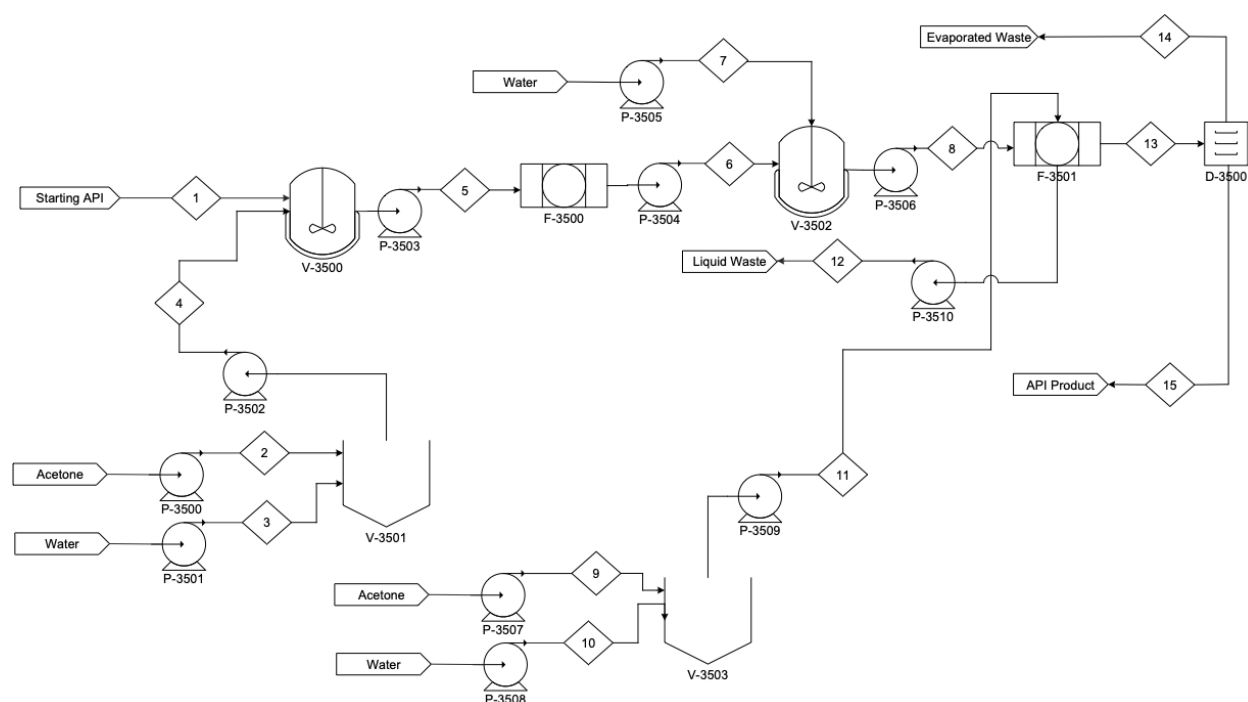 Evaporated Waste
14
7
Water
P-3505
6
8
13
P-3504
P-3506
F-3501
D-3500
Starting API
1
5
F-3500
P-3503
V-3500
V-3502
Liquid Waste
12
P-3510
4
P-3502
API Product
15
2
Acetone
P-3500
3
Water
P-3501
V-3501
11
P-3509
9
Acetone
P-3507
10
Water
P-3508
V-3503